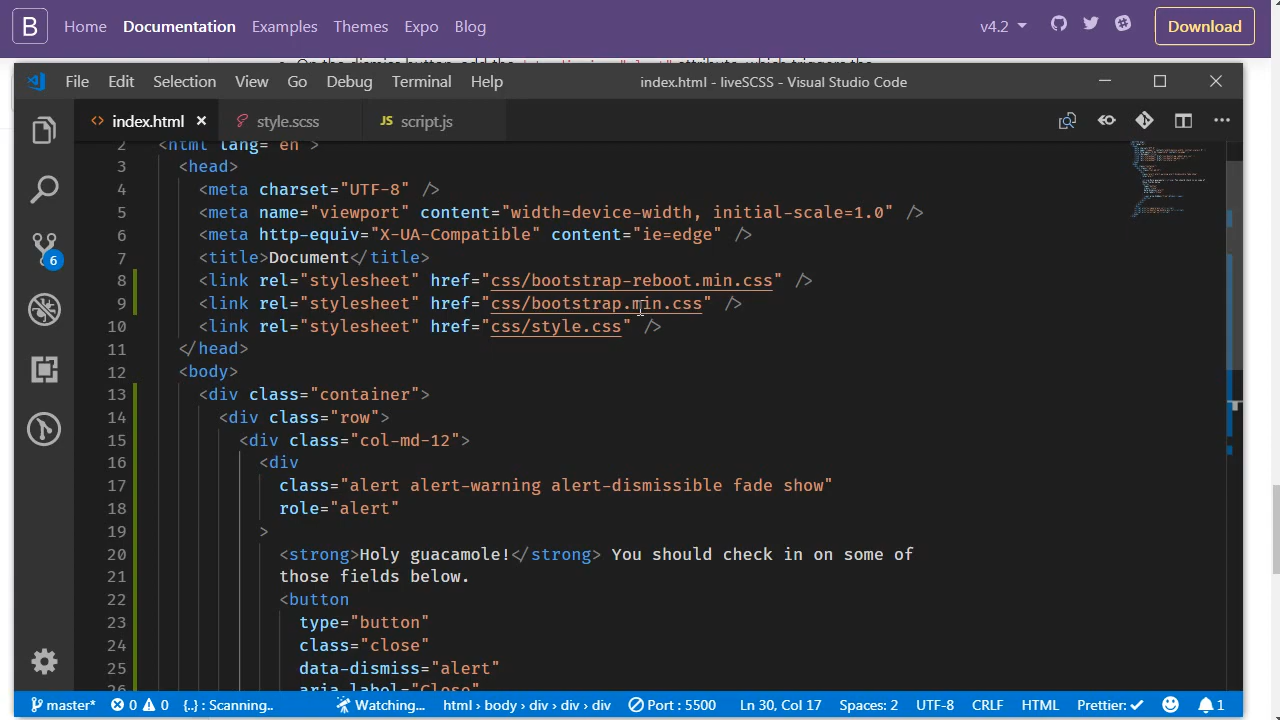 B Home Documentation Examples Themes Expo Blog v4.2 Download
File Edit Selection View Go Debug Terminal Help index.html - liveSCSS - Visual Studio Code
index.html style.scss JS script.js
2 <html lang="en">
3 <head>
4 <meta charset="UTF-8" />
5 <meta name="viewport" content="width=device-width, initial-scale=1.0" />
6 <meta http-equiv="X-UA-Compatible" content="ie=edge" />
7 <title>Document</title>
8 <link rel="stylesheet" href="css/bootstrap-reboot.min.css" />
9 <link rel="stylesheet" href="css/bootstrap.min.css" />
10 <link rel="stylesheet" href="css/style.css" />
11 </head>
12 <body>
13 <div class="container">
14 <div class="row">
15 <div class="col-md-12">
16 <div
17 class="alert alert-warning alert-dismissible fade show"
18 role="alert"
19 >
20 <strong>Holy guacamole!</strong> You should check in on some of
21 those fields below.
22 <button
23 type="button"
24 class="close"
25 data-dismiss="alert"
26 aria-label="Close"
6
master* 0 0 {..} : Scanning.. Watching... html › body › div › div › div Port : 5500 Ln 30, Col 17 Spaces: 2 UTF-8 CRLF HTML Prettier: ✓ 1